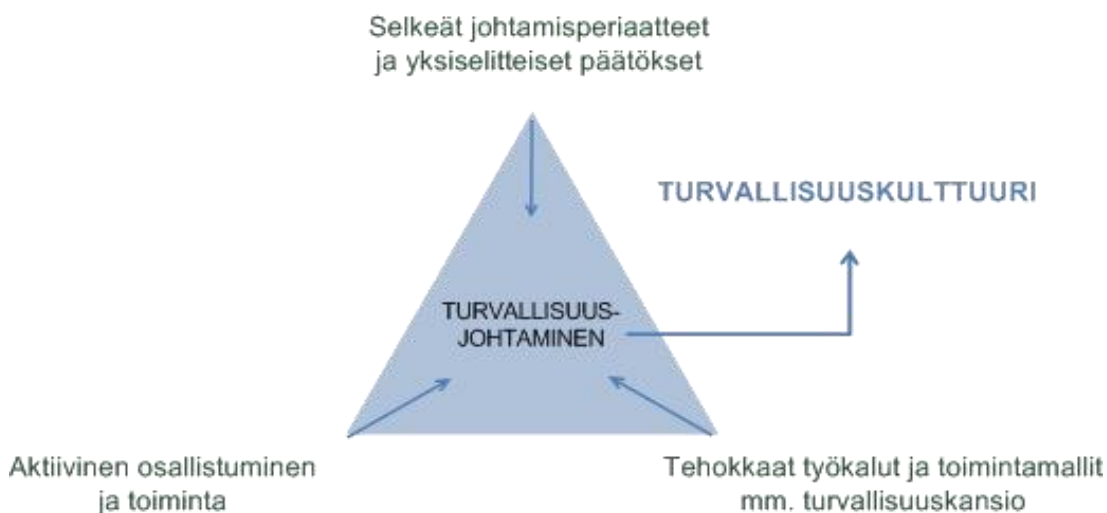 Selkeät johtamisperiaatteet
ja yksiselitteiset päätökset
TURVALLISUUSKULTTUURI
TURVALLISUUS-
JOHTAMINEN
Aktiivinen osallistuminen
ja toiminta
Tehokkaat työkalut ja toimintamallit
mm. turvallisuuskansio